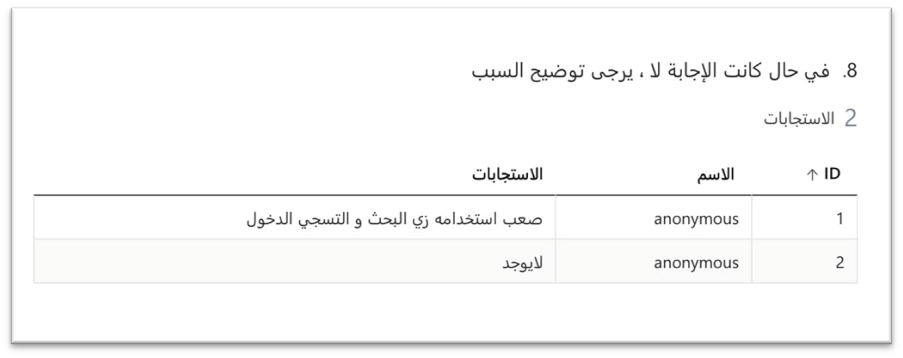 8. في حال كانت الإجابة لا ، يرجى توضيح السبب
2 الاستجابات
ID ↑ الاسم الاستجابات
1 anonymous صعب استخدامه زي البحث و التسجي الدخول
2 anonymous لايوجد